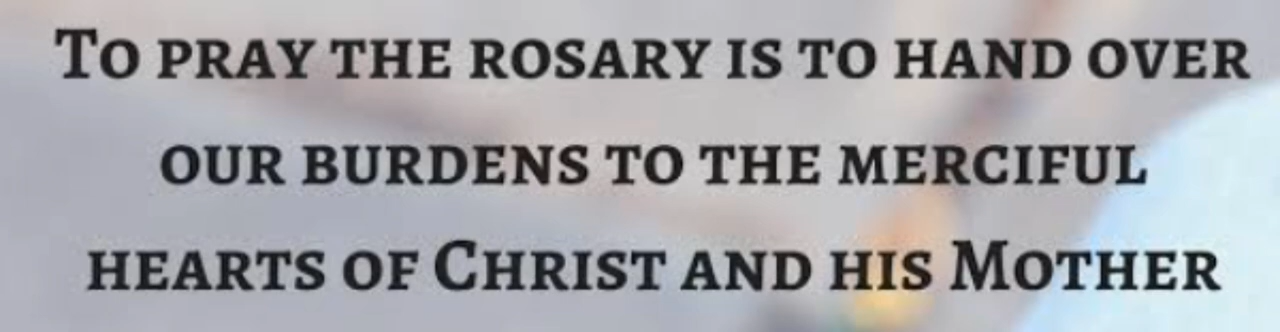 To pray the rosary is to hand over
our burdens to the merciful
hearts of Christ and his Mother